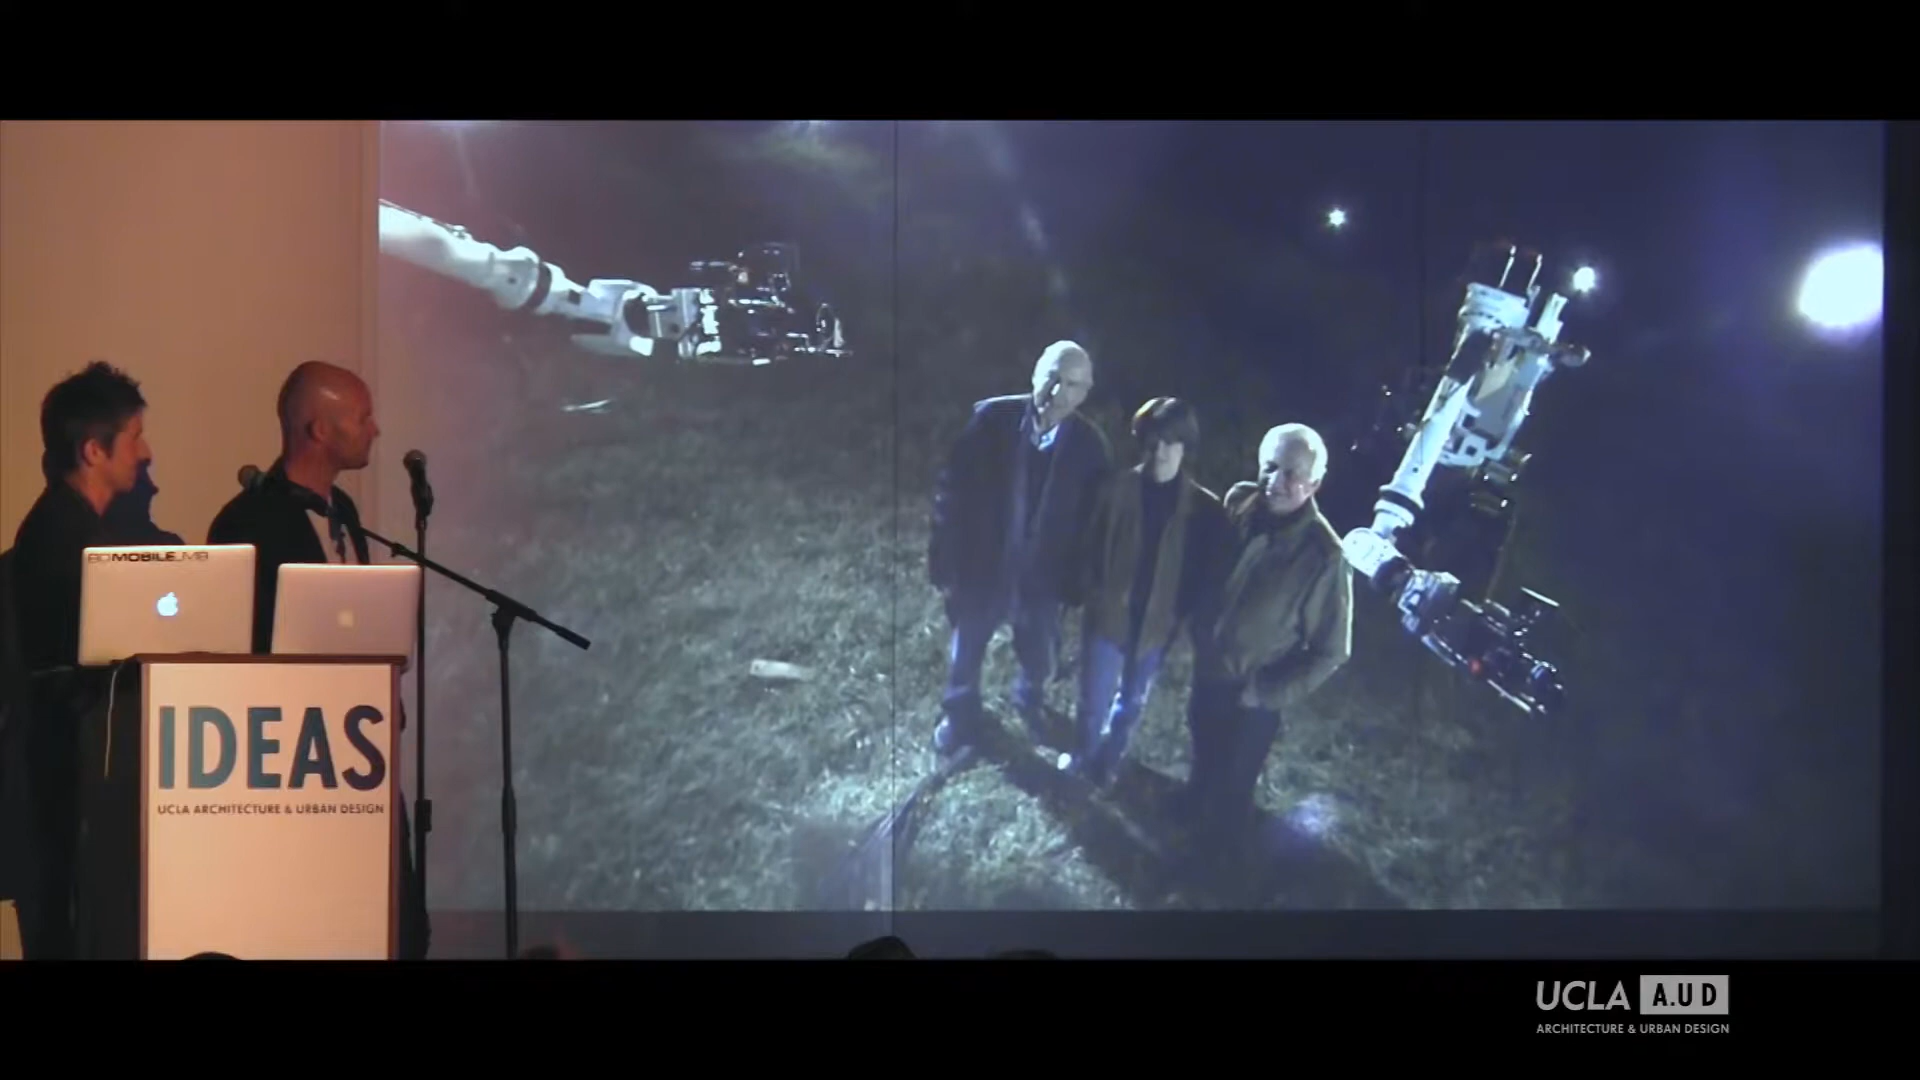 BDMOBILELMB
IDEAS
UCLA ARCHITECTURE & URBAN DESIGN
UCLA A.UD
ARCHITECTURE & URBAN DESIGN